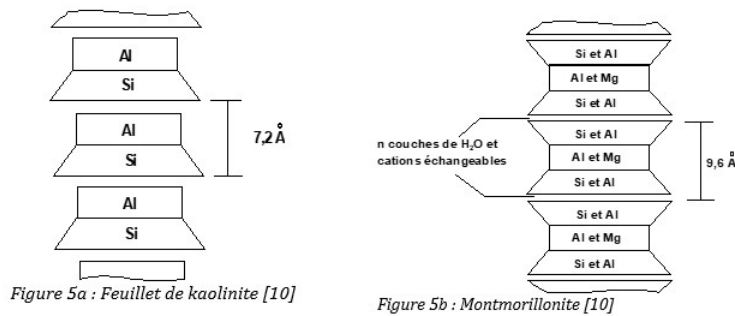 Al
Si
Al
Si
7,2 Å
Al
Si
Figure 5a : Feuillet de kaolinite [10]
Si et Al
Al et Mg
Si et Al
n couches de H₂O et
cations échangeables
Si et Al
Al et Mg
Si et Al
9,6 Å
Si et Al
Al et Mg
Si et Al
Figure 5b : Montmorillonite [10]